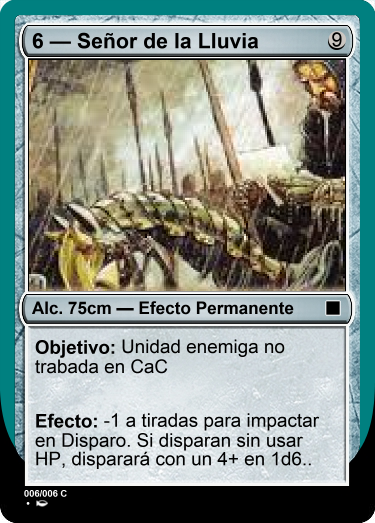 6 — Señor de la Lluvia 9
Alc. 75cm — Efecto Permanente
Objetivo: Unidad enemiga no
trabada en CaC
Efecto: -1 a tiradas para impactar
en Disparo. Si disparan sin usar
HP, disparará con un 4+ en 1d6..
006/006 C